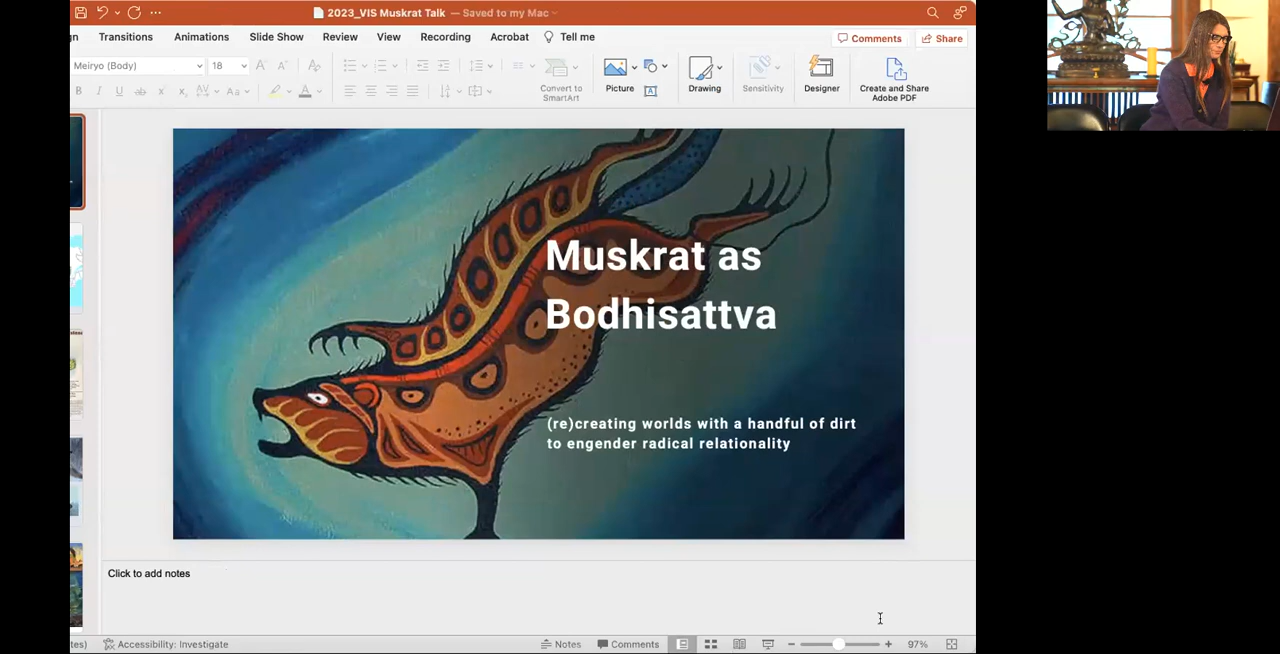 2023_VIS Muskrat Talk — Saved to my Mac
Transitions Animations Slide Show Review View Recording Acrobat Tell me
Comments Share
Meiryo (Body) 18
Convert to SmartArt
Picture
Drawing
Sensitivity
Designer
Create and Share Adobe PDF
Muskrat as
Bodhisattva
(re)creating worlds with a handful of dirt
to engender radical relationality
Click to add notes
Accessibility: Investigate
Notes Comments 97%